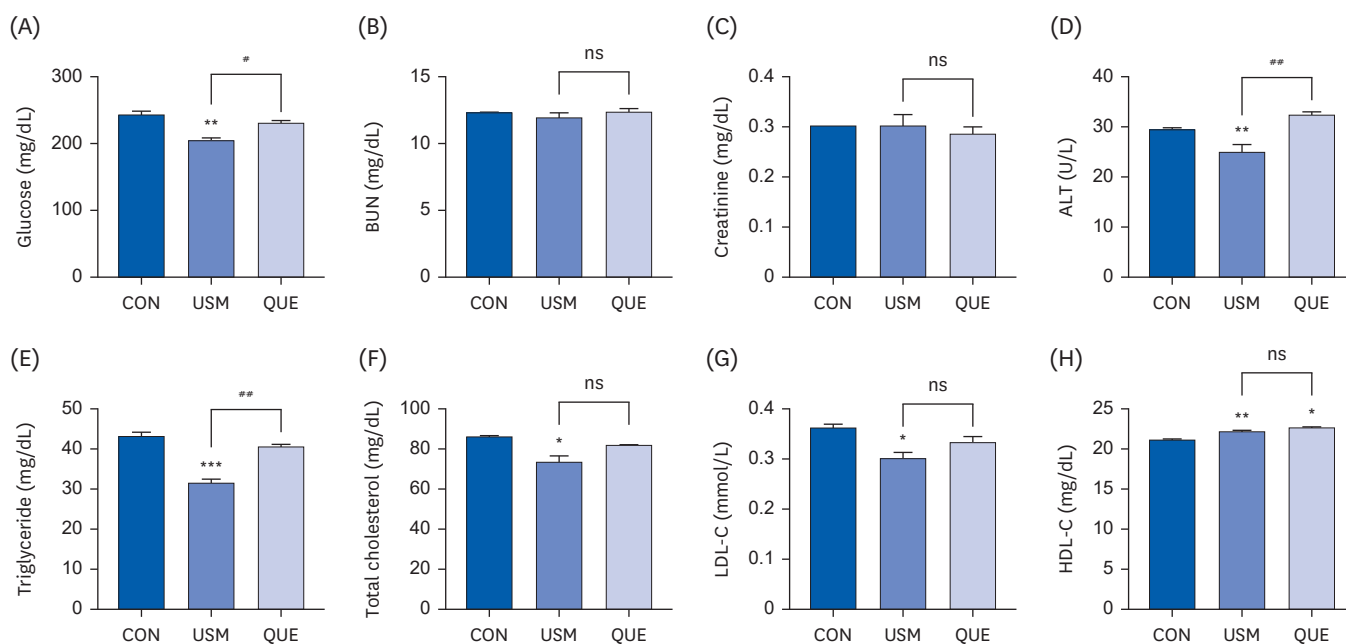 (A)
#
Glucose (mg/dL)
300
200
100
0
**
CON USM QUE
(B)
ns
BUN (mg/dL)
15
10
5
0
CON USM QUE
(C)
ns
Creatinine (mg/dL)
0.4
0.3
0.2
0.1
0
CON USM QUE
(D)
##
ALT (U/L)
40
30
20
10
0
**
CON USM QUE
(E)
##
Triglyceride (mg/dL)
50
40
30
20
10
0
***
CON USM QUE
(F)
ns
Total cholesterol (mg/dL)
100
80
60
40
20
0
*
CON USM QUE
(G)
ns
LDL-C (mmol/L)
0.4
0.3
0.2
0.1
0
*
CON USM QUE
(H)
ns
HDL-C (mg/dL)
25
20
15
10
5
0
** *
CON USM QUE